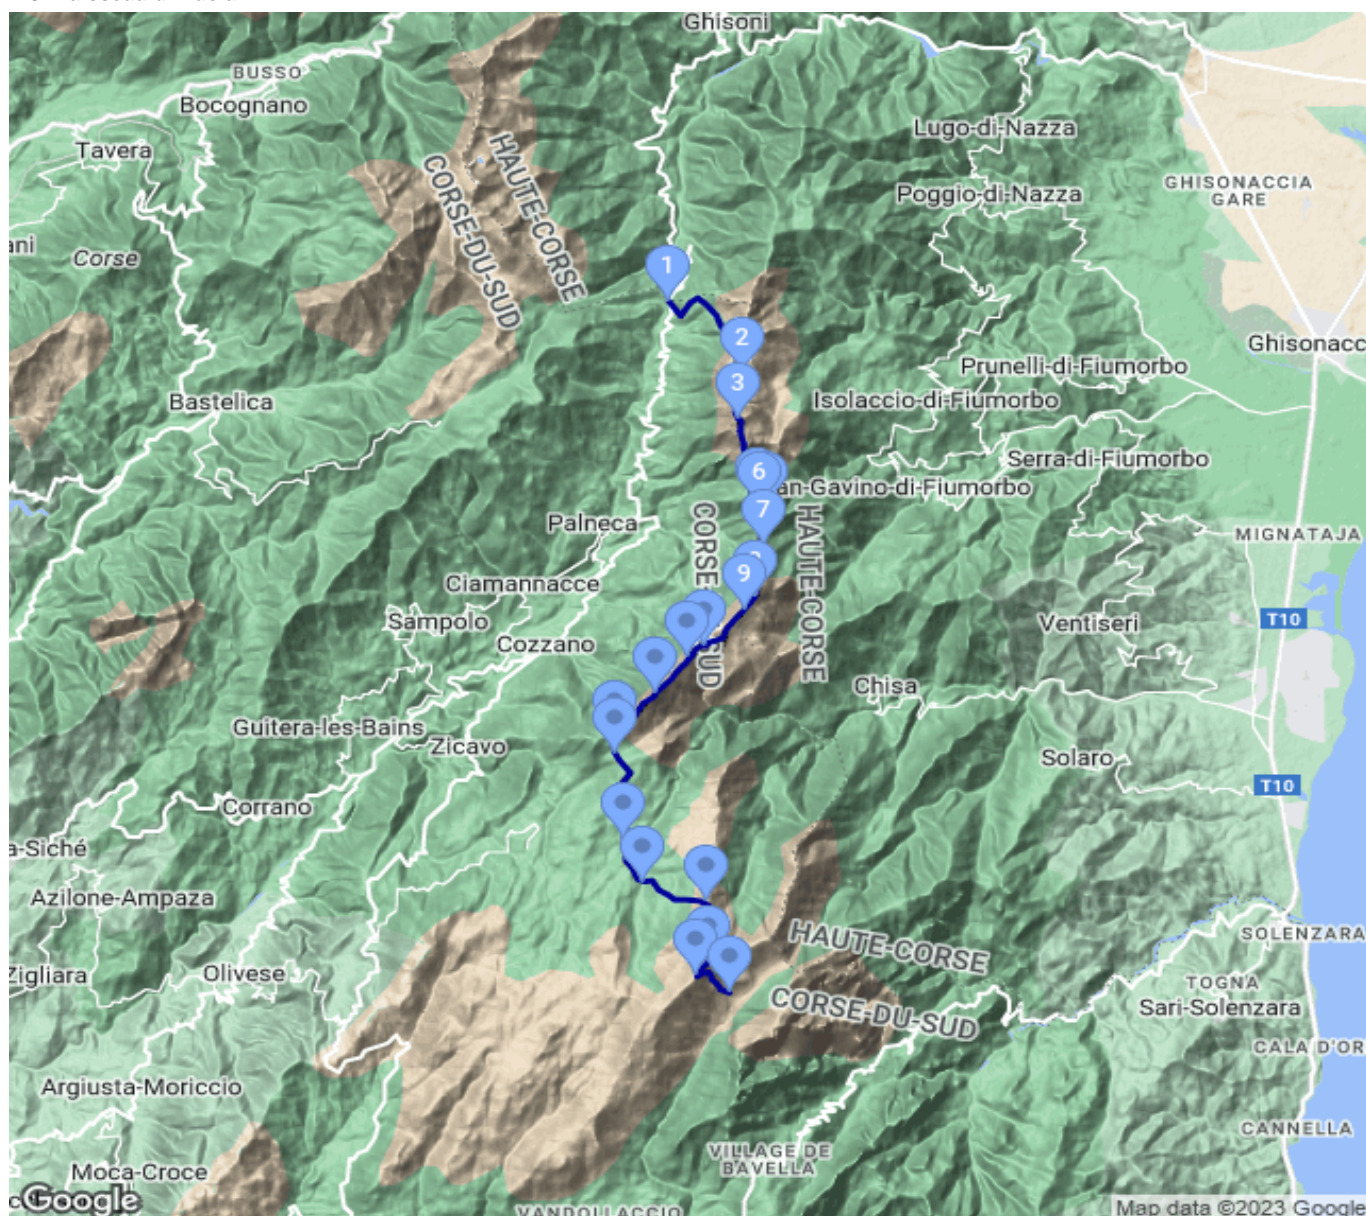 Ghisoni
BUSSO
Bocognano
Tavera
Lugo-di-Nazza
HAUTE-CORSE
CORSE-DU-SUD
Poggio-di-Nazza
GHISONACCIA
GARE
ani
Corse
1
2
Ghisonacc
3
Prunelli-di-Fiumorbo
Bastelica
Isolaccio-di-Fiumorbo
Serra-di-Fiumorbo
6
an-Gavino-di-Fiumorbo
7
Palneca
CORSE
SUD
HAUTE-CORSE
MIGNATAJA
9
Ciamannacce
Sampolo
T10
Ventiseri
Cozzano
Chisa
Guitera-les-Bains
Zicavo
Solaro
T10
Corrano
a-Siché
Azilone-Ampaza
HAUTE-CORSE
SOLENZARA
Zigliara
Olivese
TOGNA
CORSE-DU-SUD
Sari-Solenzara
CALA D'OR
Argiusta-Moriccio
CANNELLA
VILLAGE DE
BAVELLA
Moca-Croce
Google
Map data ©2023 Google